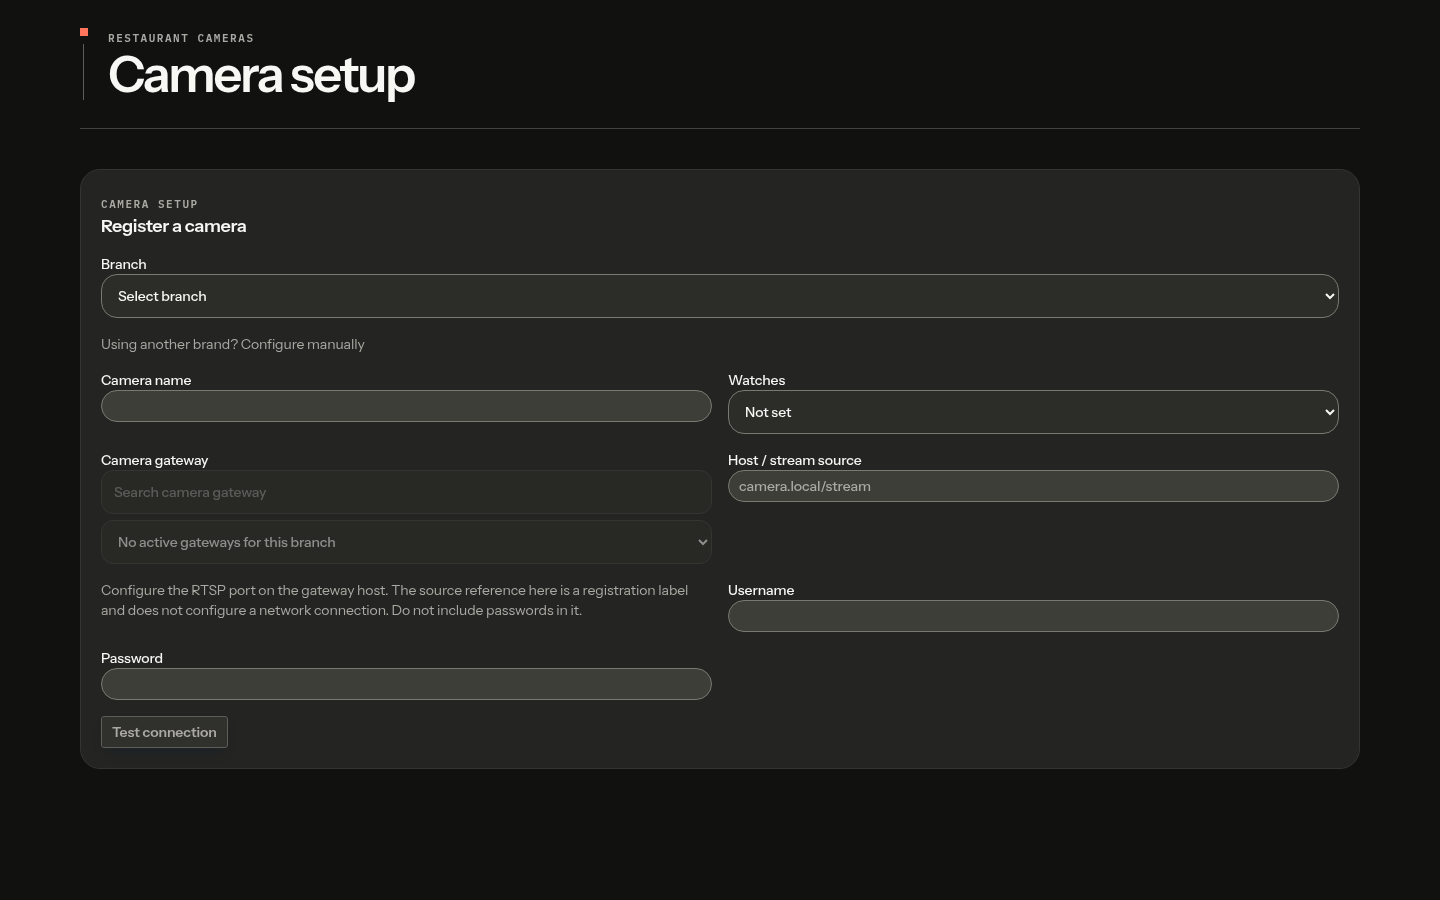 RESTAURANT CAMERAS
Camera setup
CAMERA SETUP
Register a camera
Branch
Select branch
Using another brand? Configure manually
Camera name
Watches
Not set
Camera gateway
Search camera gateway
No active gateways for this branch
Host / stream source
camera.local/stream
Configure the RTSP port on the gateway host. The source reference here is a registration label
and does not configure a network connection. Do not include passwords in it.
Username
Password
Test connection